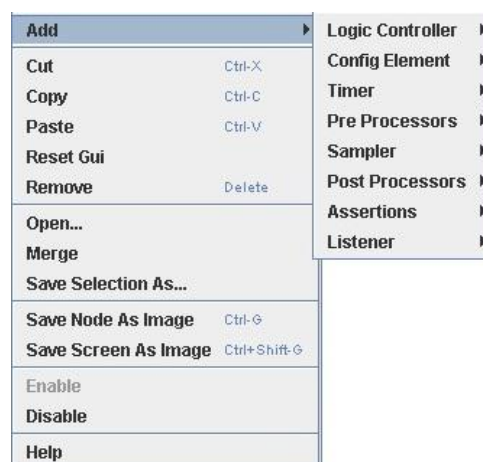 Add
Cut Ctrl-X
Copy Ctrl-C
Paste Ctrl-V
Reset Gui
Remove Delete
Open...
Merge
Save Selection As...
Save Node As Image Ctrl-G
Save Screen As Image Ctrl+Shift-G
Enable
Disable
Help
Logic Controller
Config Element
Timer
Pre Processors
Sampler
Post Processors
Assertions
Listener